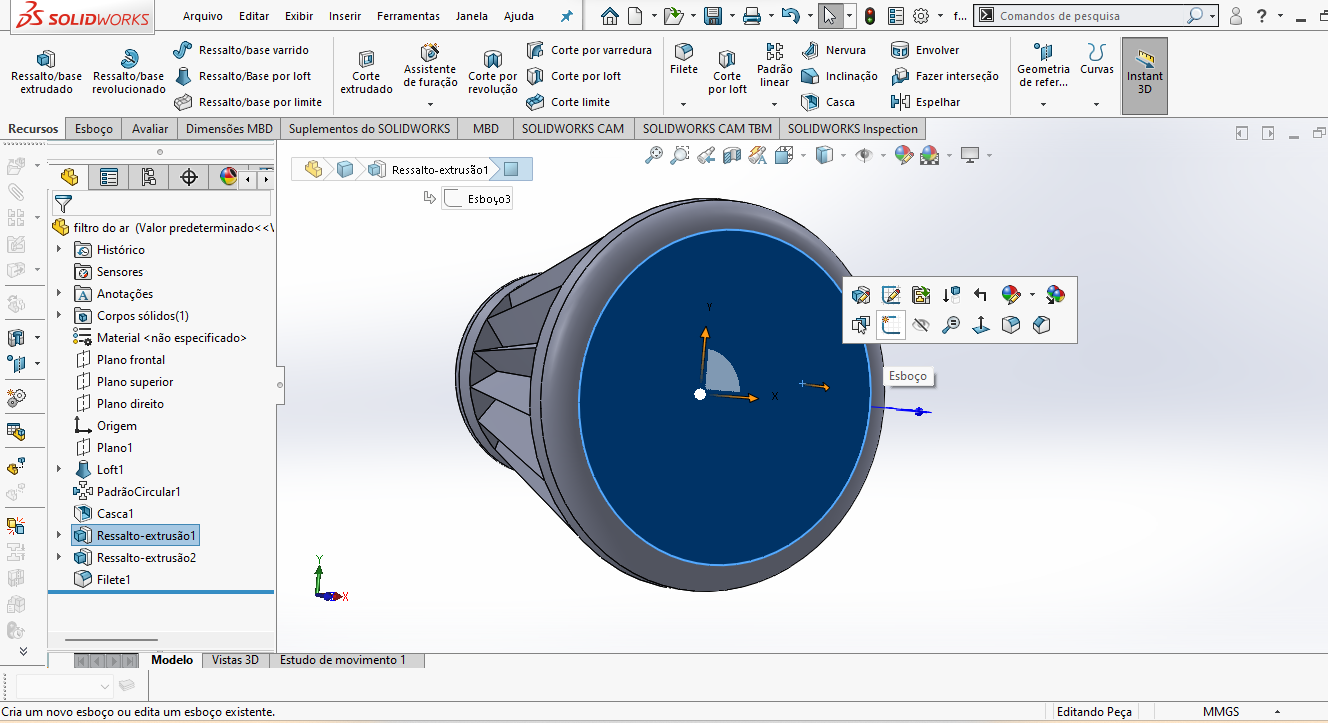 SOLIDWORKS
Arquivo Editar Exibir Inserir Ferramentas Janela Ajuda
f...
Comandos de pesquisa
?
Ressalto/base extrudado
Ressalto/base revolucionado
Ressalto/base varrido
Ressalto/Base por loft
Ressalto/base por limite
Corte extrudado
Assistente de furação
Corte por revolução
Corte por varredura
Corte por loft
Corte limite
Filete
Corte por loft
Padrão linear
Nervura
Inclinação
Casca
Envolver
Fazer interseção
Espelhar
Geometria de refer...
Curvas
Instant 3D
Recursos Esboço Avaliar Dimensões MBD Suplementos do SOLIDWORKS MBD SOLIDWORKS CAM SOLIDWORKS CAM TBM SOLIDWORKS Inspection
Ressalto-extrusão1
Esboço3
filtro do ar (Valor predeterminado<<\
Histórico
Sensores
Anotações
Corpos sólidos(1)
Material <não especificado>
Plano frontal
Plano superior
Plano direito
Origem
Plano1
Loft1
PadrãoCircular1
Casca1
Ressalto-extrusão1
Ressalto-extrusão2
Filete1
Y
X
Esboço
Y
X
Modelo Vistas 3D Estudo de movimento 1
Cria um novo esboço ou edita um esboço existente.
Editando Peça
MMGS